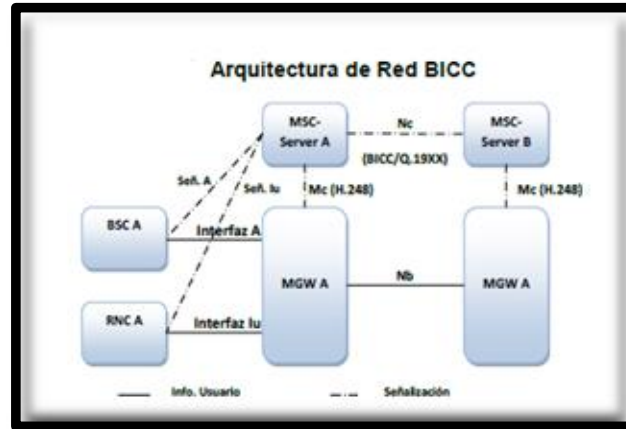 Arquitectura de Red BICC
MSC-
Server A
Nc
(BICC/Q.19XX)
MSC-
Server B
Señ. A
Señ. Iu
Mc (H.248)
Mc (H.248)
BSC A
Interfaz A
MGW A
Nb
MGW A
RNC A
Interfaz Iu
Info. Usuario
Señalización